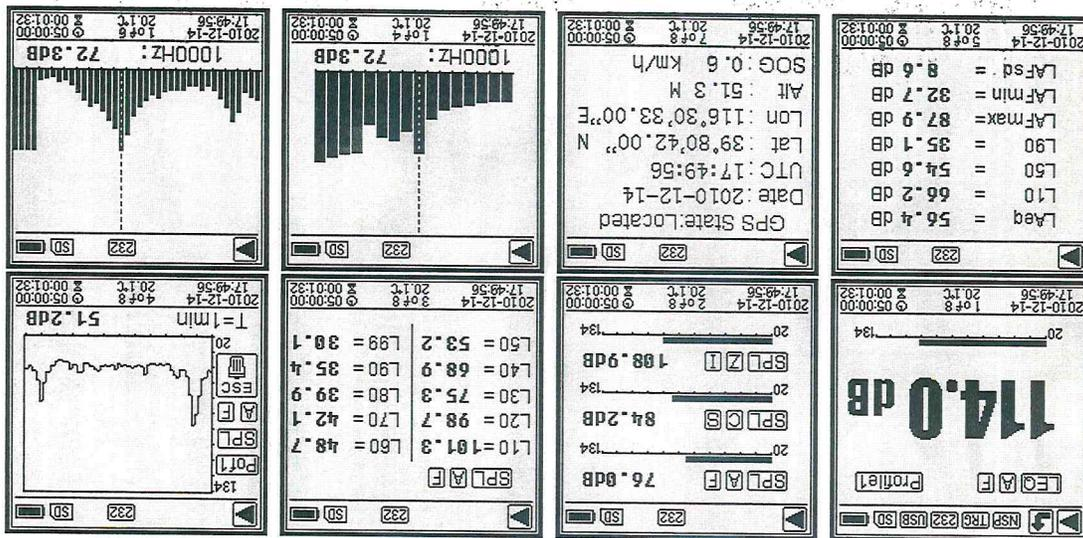 NSP TRG 232 USB SD
LEQ A F Profile1
114.0 dB
20 134
2010-12-14 1 of 8 05:00:00
17:49:56 20.1℃ 00:01:32
232 SD
SPL A F 76.0dB
20 134
SPL C S 84.2dB
20 134
SPL Z I 108.9dB
20 134
2010-12-14 2 of 8 05:00:00
17:49:56 20.1℃ 00:01:32
232 SD
SPL A F
L10 =101.3 L60 = 48.7
L20 = 98.7 L70 = 42.1
L30 = 75.3 L80 = 39.9
L40 = 68.9 L90 = 35.4
L50 = 53.2 L99 = 30.1
2010-12-14 3 of 8 05:00:00
17:49:56 20.1℃ 00:01:32
232 SD
134
Pof1
SPL
A F
ESC
20
T=1min 51.2dB
2010-12-14 4 of 8 05:00:00
17:49:56 20.1℃ 00:01:32
232 SD
LAeq = 56.4 dB
L10 = 66.2 dB
L50 = 54.6 dB
L90 = 35.1 dB
LAFmax= 87.9 dB
LAFmin= 32.7 dB
LAFsd = 8.6 dB
2010-12-14 5 of 8 05:00:00
17:49:56 20.1℃ 00:01:32
232 SD
GPS State:Located
Date :2010-12-14
UTC :17:49:56
Lat :39°80'42.00" N
Lon :116°30'33.00"E
Alt :51.3 M
SOG :0.6 Km/h
2010-12-14 7 of 8 05:00:00
17:49:56 20.1℃ 00:01:32
232 SD
1000Hz: 72.3dB
2010-12-14 1 of 4 05:00:00
17:49:56 20.1℃ 00:01:32
232 SD
1000Hz: 72.3dB
2010-12-14 1 of 6 05:00:00
17:49:56 20.1℃ 00:01:32